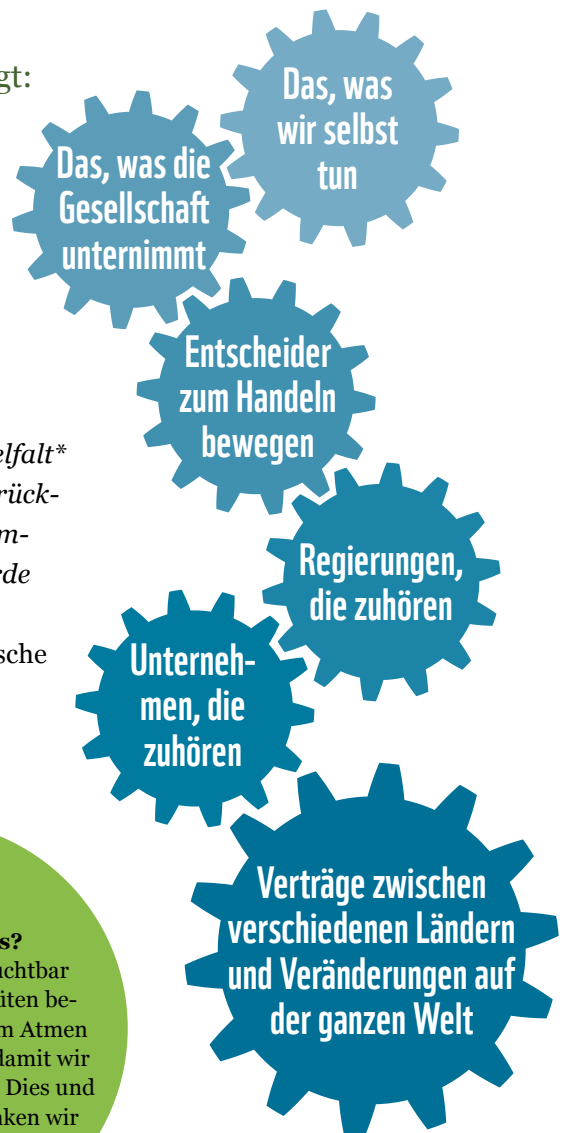 gt:
Das, was
wir selbst
tun
Das, was die
Gesellschaft
unternimmt
Entscheider
zum Handeln
bewegen
elfalt*
rück-
m-
rde
sche
Regierungen,
die zuhören
Unterneh-
men, die
zuhören
Verträge zwischen
verschiedenen Ländern
und Veränderungen auf
der ganzen Welt
s?
uchtbar
üten be-
m Atmen
damit wir
Dies und
nken wir